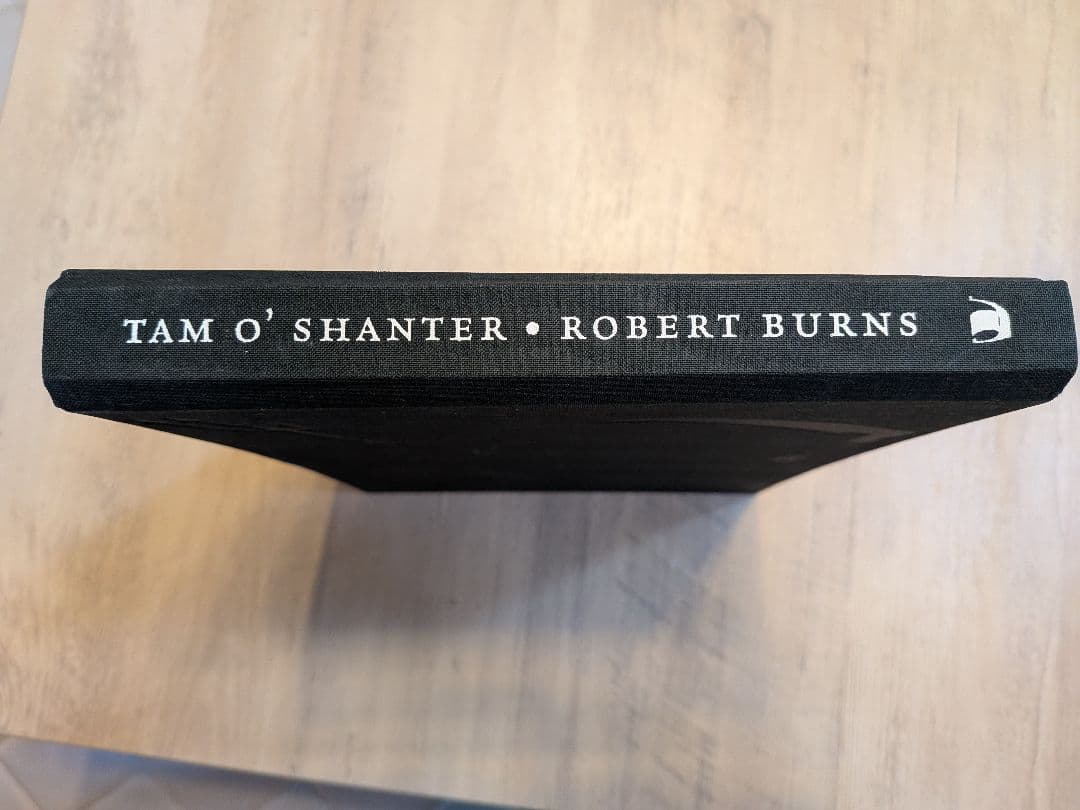 TAM O' SHANTER • ROBERT BURNS